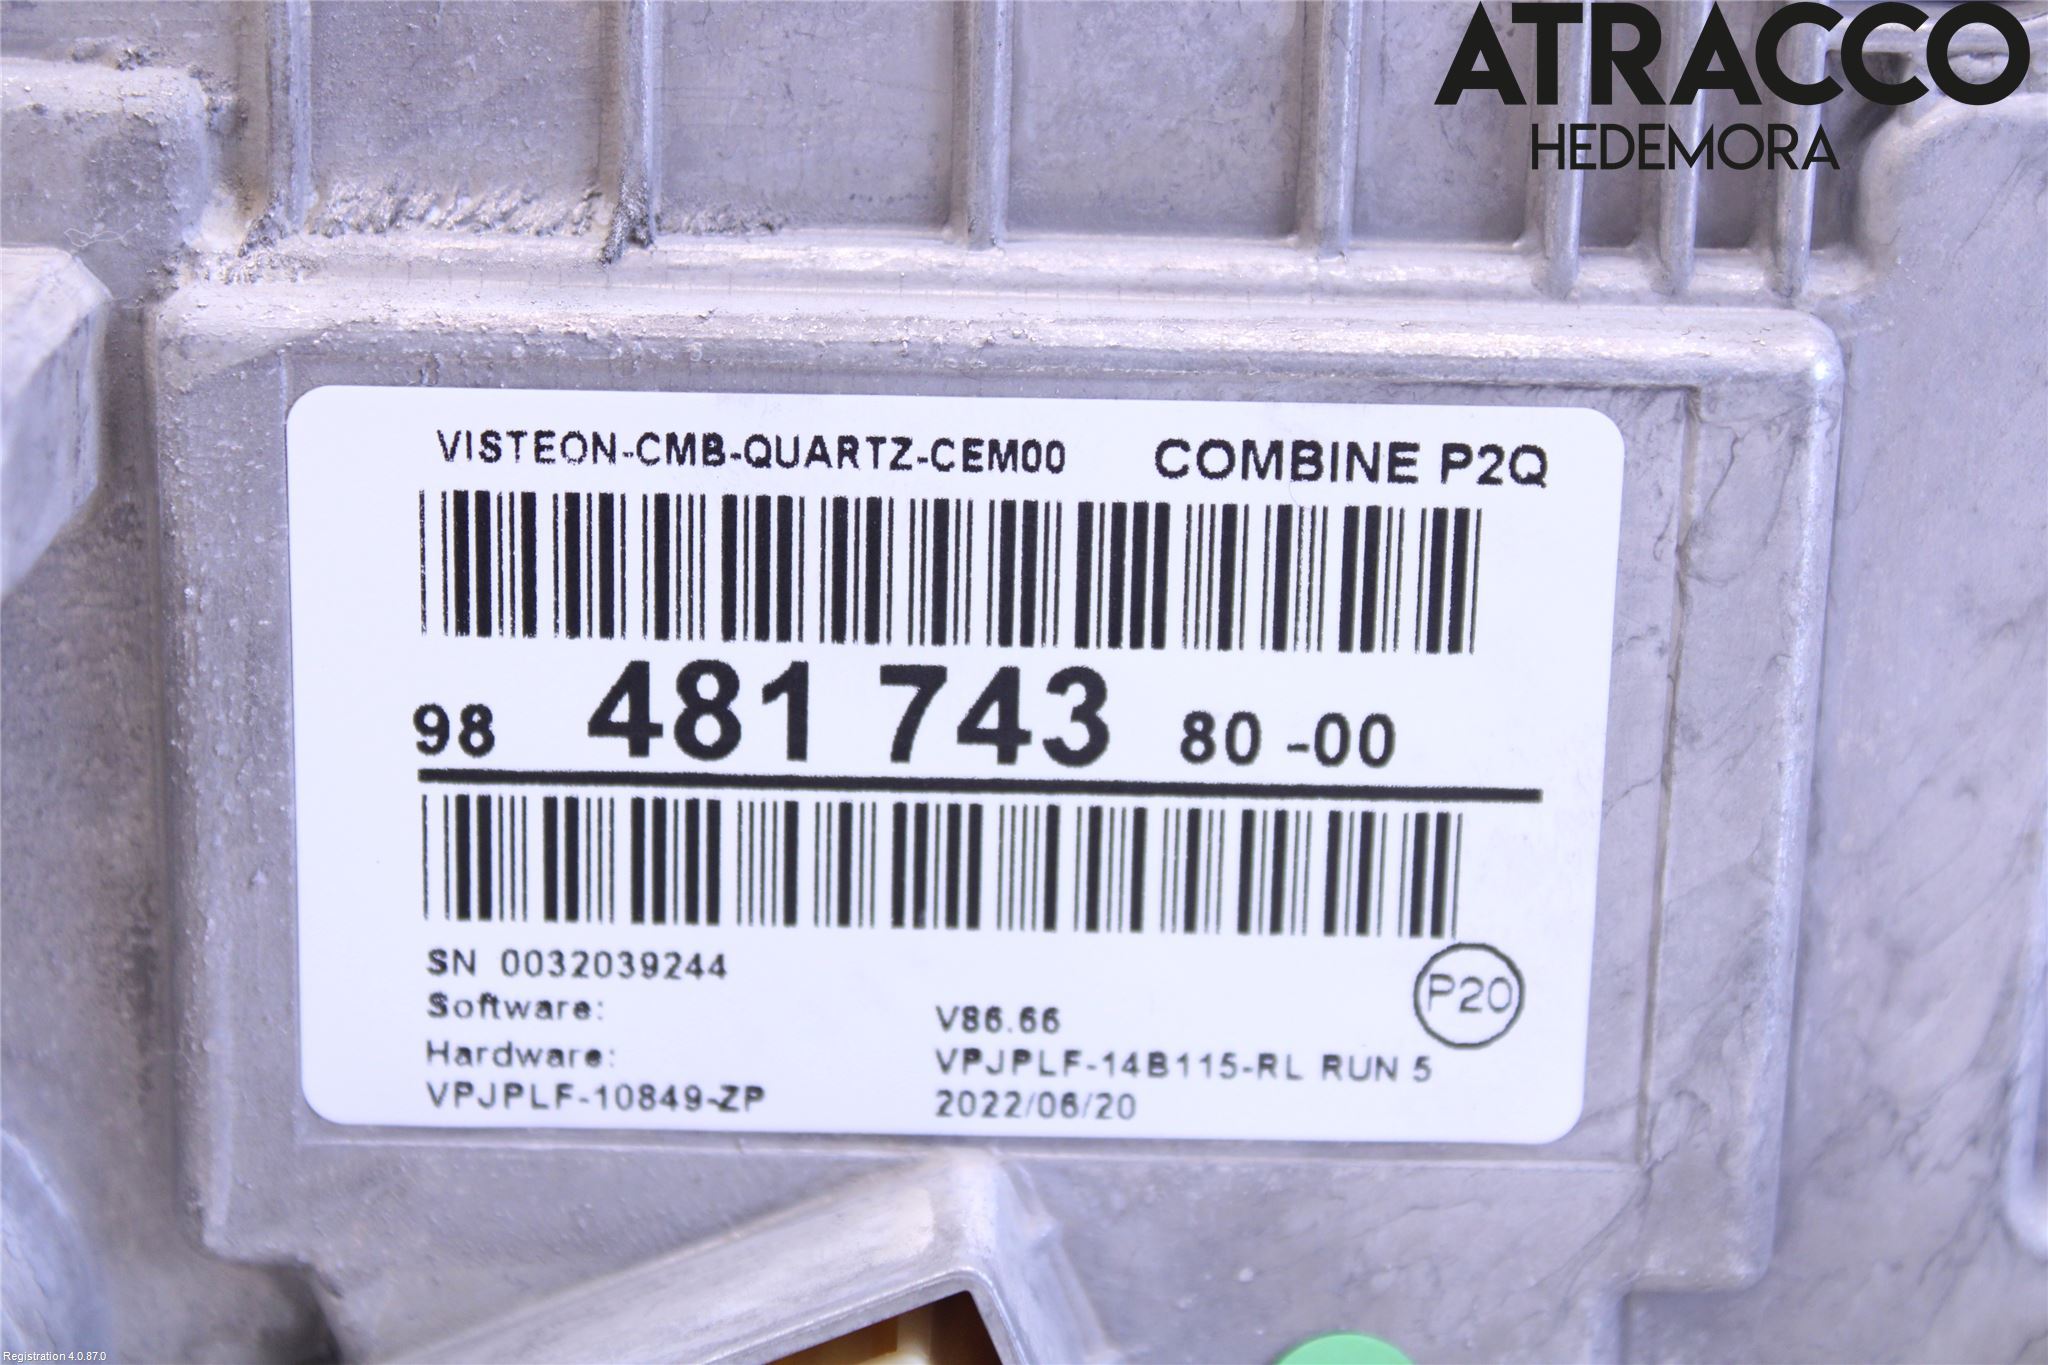 ATRACCO
HEDEMORA
VISTEON-CMB-QUARTZ-CEM00 COMBINE P2Q
98 481 743 80 -00
SN 0032039244
Software: V86.66
P20
Hardware: VPJPLF-14B115-RL RUN 5
VPJPLF-10849-ZP 2022/06/20
Registration 4.0.87.0